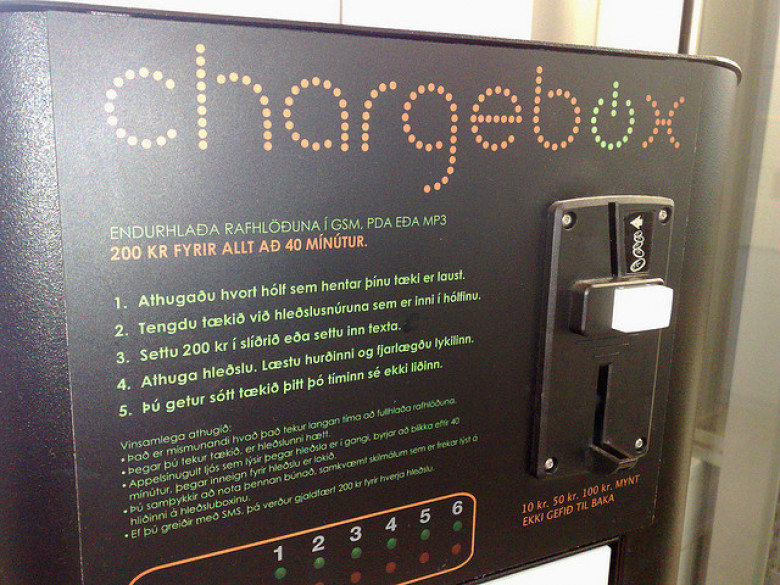 chargebox
ENDURHLAÐA RAFHLÖÐUNA Í GSM, PDA EÐA MP3
200 KR FYRIR ALLT AÐ 40 MÍNÚTUR.
1. Athugaðu hvort hólf sem hentar þínu tæki er laust.
2. Tengdu tækið við hleðslusnúruna sem er inni í hólfinu.
3. Settu 200 kr í slíðrið eða settu inn texta.
4. Athuga hleðslu. Læstu hurðinni og fjarlægðu lykilinn.
5. Þú getur sótt tækið þitt þó tíminn sé ekki liðinn.
Vinsamlega athugið:
• Það er mismunandi hvað það tekur langan tíma að fullhlaða rafhlöðuna.
• Þegar þú tekur tækið, er hleðslunni hætt.
• Appelsínugult ljós sem lýsir þegar hleðsla er í gangi, byrjar að blikka eftir 40
mínútur, þegar inneign fyrir hleðslu er lokið.
• Þú samþykkir að nota þennan búnað, samkvæmt skilmálum sem er frekar lýst á
hliðinni á hleðsluboxinu.
• Ef þú greiðir með SMS, þá verður gjaldfært 200 kr fyrir hverja hleðslu.
10 kr. 50 kr. 100 kr. MYNT
EKKI GEFIÐ TIL BAKA
1 2 3 4 5 6